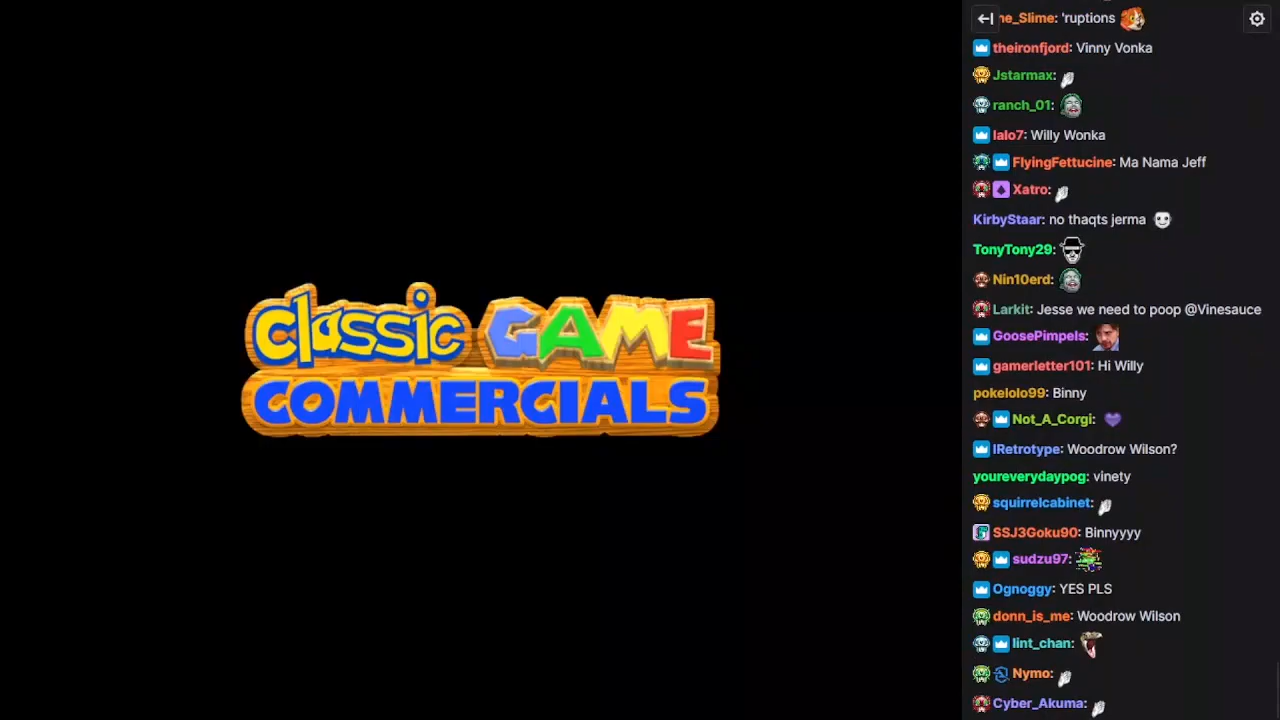 classic GAME
COMMERCIALS
ne_Slime: 'ruptions
theironfjord: Vinny Vonka
Jstarmax:
ranch_01:
lalo7: Willy Wonka
FlyingFettucine: Ma Nama Jeff
Xatro:
KirbyStaar: no thaqts jerma
TonyTony29:
Nin10erd:
Larkit: Jesse we need to poop @Vinesauce
GoosePimpels:
gamerletter101: Hi Willy
pokelolo99: Binny
Not_A_Corgi:
IRetrotype: Woodrow Wilson?
youreverydaypog: vinety
squirrelcabinet:
SSJ3Goku90: Binnyyyy
sudzu97:
Ognoggy: YES PLS
donn_is_me: Woodrow Wilson
lint_chan:
Nymo:
Cyber_Akuma: